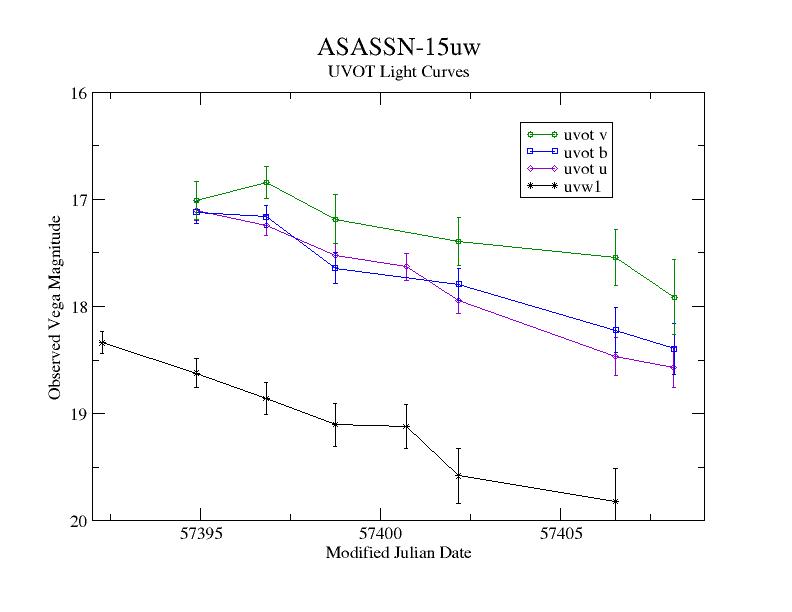 ASASSN-15uw
UVOT Light Curves
16
17
18
19
20
Observed Vega Magnitude
uvot v
uvot b
uvot u
uvw1
57395
57400
57405
Modified Julian Date